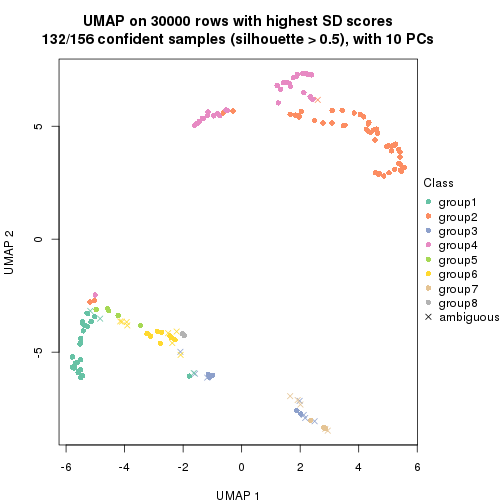 UMAP on 30000 rows with highest SD scores
132/156 confident samples (silhouette > 0.5), with 10 PCs
UMAP 2
5
0
-5
-6
-4
-2
0
2
4
6
UMAP 1
Class
group1
group2
group3
group4
group5
group6
group7
group8
ambiguous